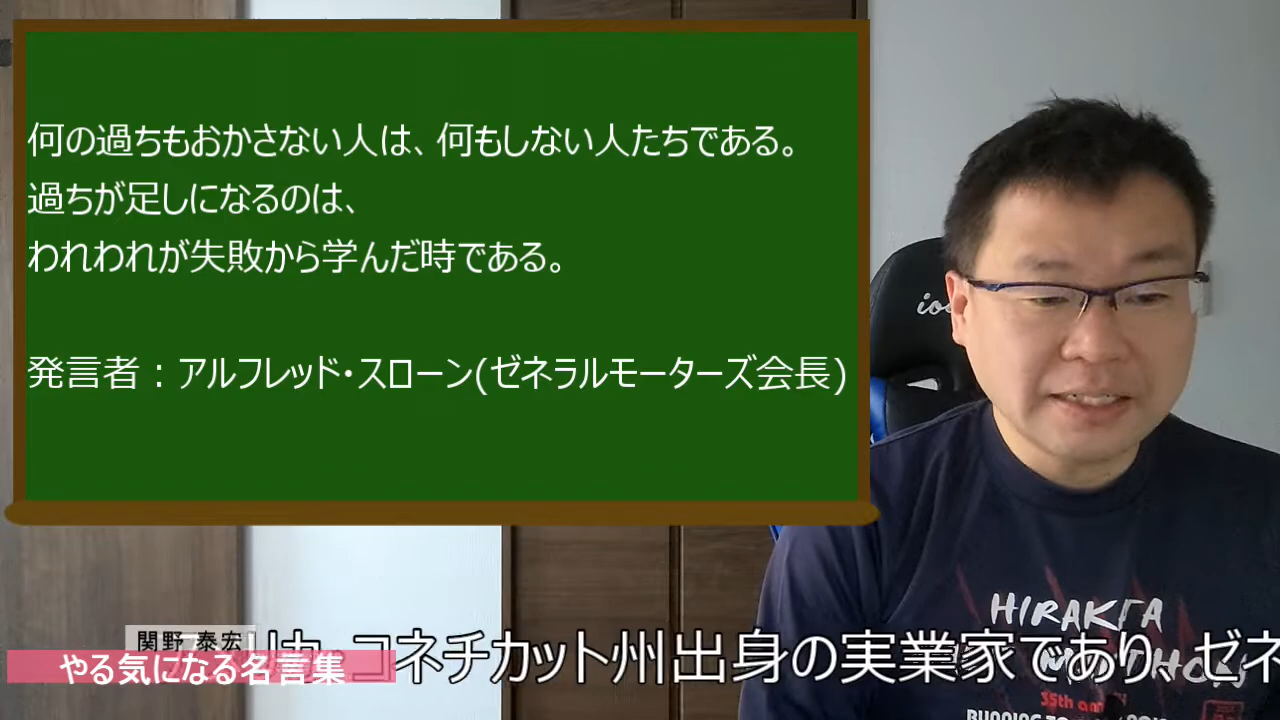 何の過ちもおかさない人は、何もしない人たちである。
過ちが足しになるのは、
われわれが失敗から学んだ時である。
発言者：アルフレッド・スローン(ゼネラルモーターズ会長)
関野 泰宏
やる気になる名言集
コネチカット州出身の実業家であり、ゼネ
HIRAKATA
35th